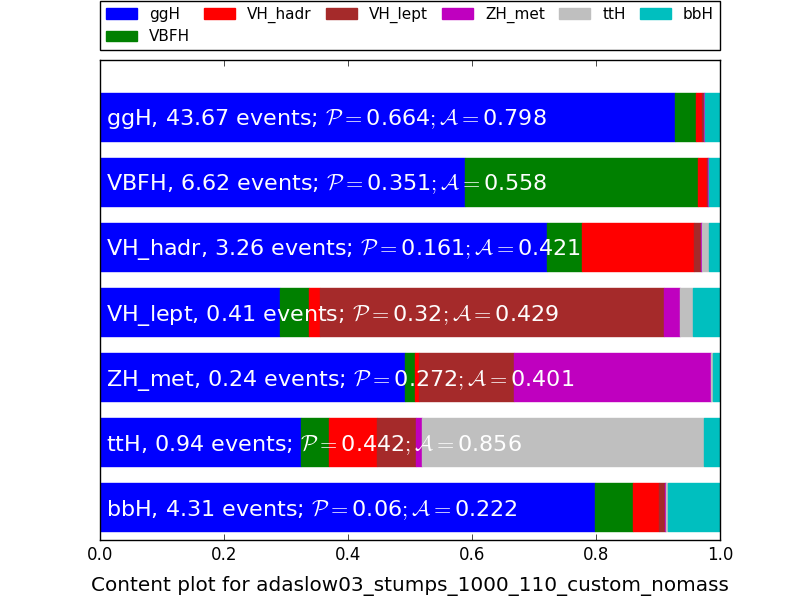 ggH VH_hadr VH_lept ZH_met ttH bbH
VBFH
ggH, 43.67 events; 𝒫 = 0.664; 𝒜 = 0.798
VBFH, 6.62 events; 𝒫 = 0.351; 𝒜 = 0.558
VH_hadr, 3.26 events; 𝒫 = 0.161; 𝒜 = 0.421
VH_lept, 0.41 events; 𝒫 = 0.32; 𝒜 = 0.429
ZH_met, 0.24 events; 𝒫 = 0.272; 𝒜 = 0.401
ttH, 0.94 events; 𝒫 = 0.442; 𝒜 = 0.856
bbH, 4.31 events; 𝒫 = 0.06; 𝒜 = 0.222
0.0 0.2 0.4 0.6 0.8 1.0
Content plot for adaslow03_stumps_1000_110_custom_nomass